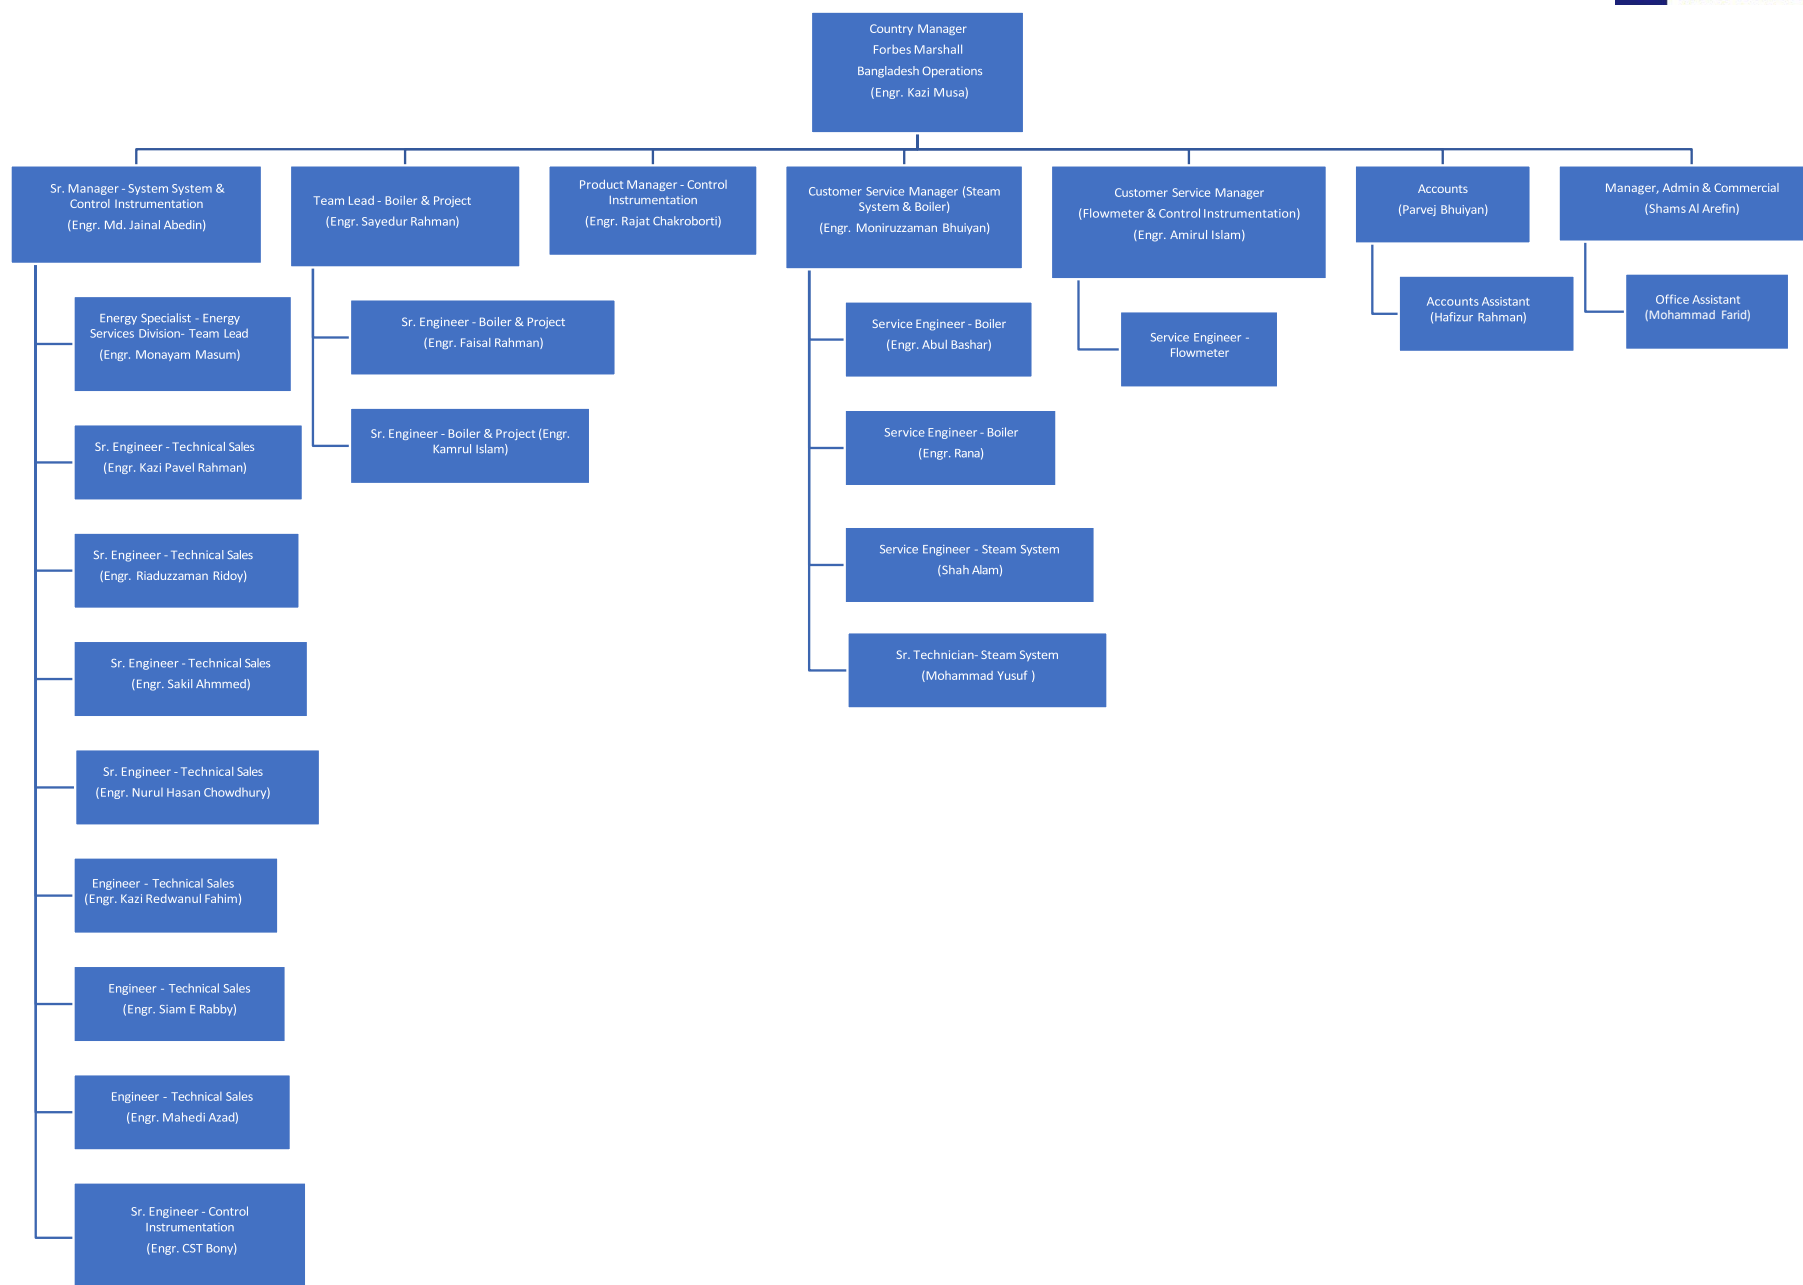 Country Manager
Forbes Marshall
Bangladesh Operations
(Engr. Kazi Musa)
Sr. Manager - System System &
Control Instrumentation
(Engr. Md. Jainal Abedin)
Team Lead - Boiler & Project
(Engr. Sayedur Rahman)
Product Manager - Control
Instrumentation
(Engr. Rajat Chakroborti)
Customer Service Manager (Steam
System & Boiler)
(Engr. Moniruzzaman Bhuiyan)
Customer Service Manager
(Flowmeter & Control Instrumentation)
(Engr. Amirul Islam)
Accounts
(Parvej Bhuiyan)
Manager, Admin & Commercial
(Shams Al Arefin)
Energy Specialist - Energy
Services Division- Team Lead
(Engr. Monayam Masum)
Sr. Engineer - Technical Sales
(Engr. Kazi Pavel Rahman)
Sr. Engineer - Technical Sales
(Engr. Riaduzzaman Ridoy)
Sr. Engineer - Technical Sales
(Engr. Sakil Ahmmed)
Sr. Engineer - Technical Sales
(Engr. Nurul Hasan Chowdhury)
Engineer - Technical Sales
(Engr. Kazi Redwanul Fahim)
Engineer - Technical Sales
(Engr. Siam E Rabby)
Engineer - Technical Sales
(Engr. Mahedi Azad)
Sr. Engineer - Control
Instrumentation
(Engr. CST Bony)
Sr. Engineer - Boiler & Project
(Engr. Faisal Rahman)
Sr. Engineer - Boiler & Project (Engr.
Kamrul Islam)
Service Engineer - Boiler
(Engr. Abul Bashar)
Service Engineer - Boiler
(Engr. Rana)
Service Engineer - Steam System
(Shah Alam)
Sr. Technician- Steam System
(Mohammad Yusuf )
Service Engineer -
Flowmeter
Accounts Assistant
(Hafizur Rahman)
Office Assistant
(Mohammad Farid)